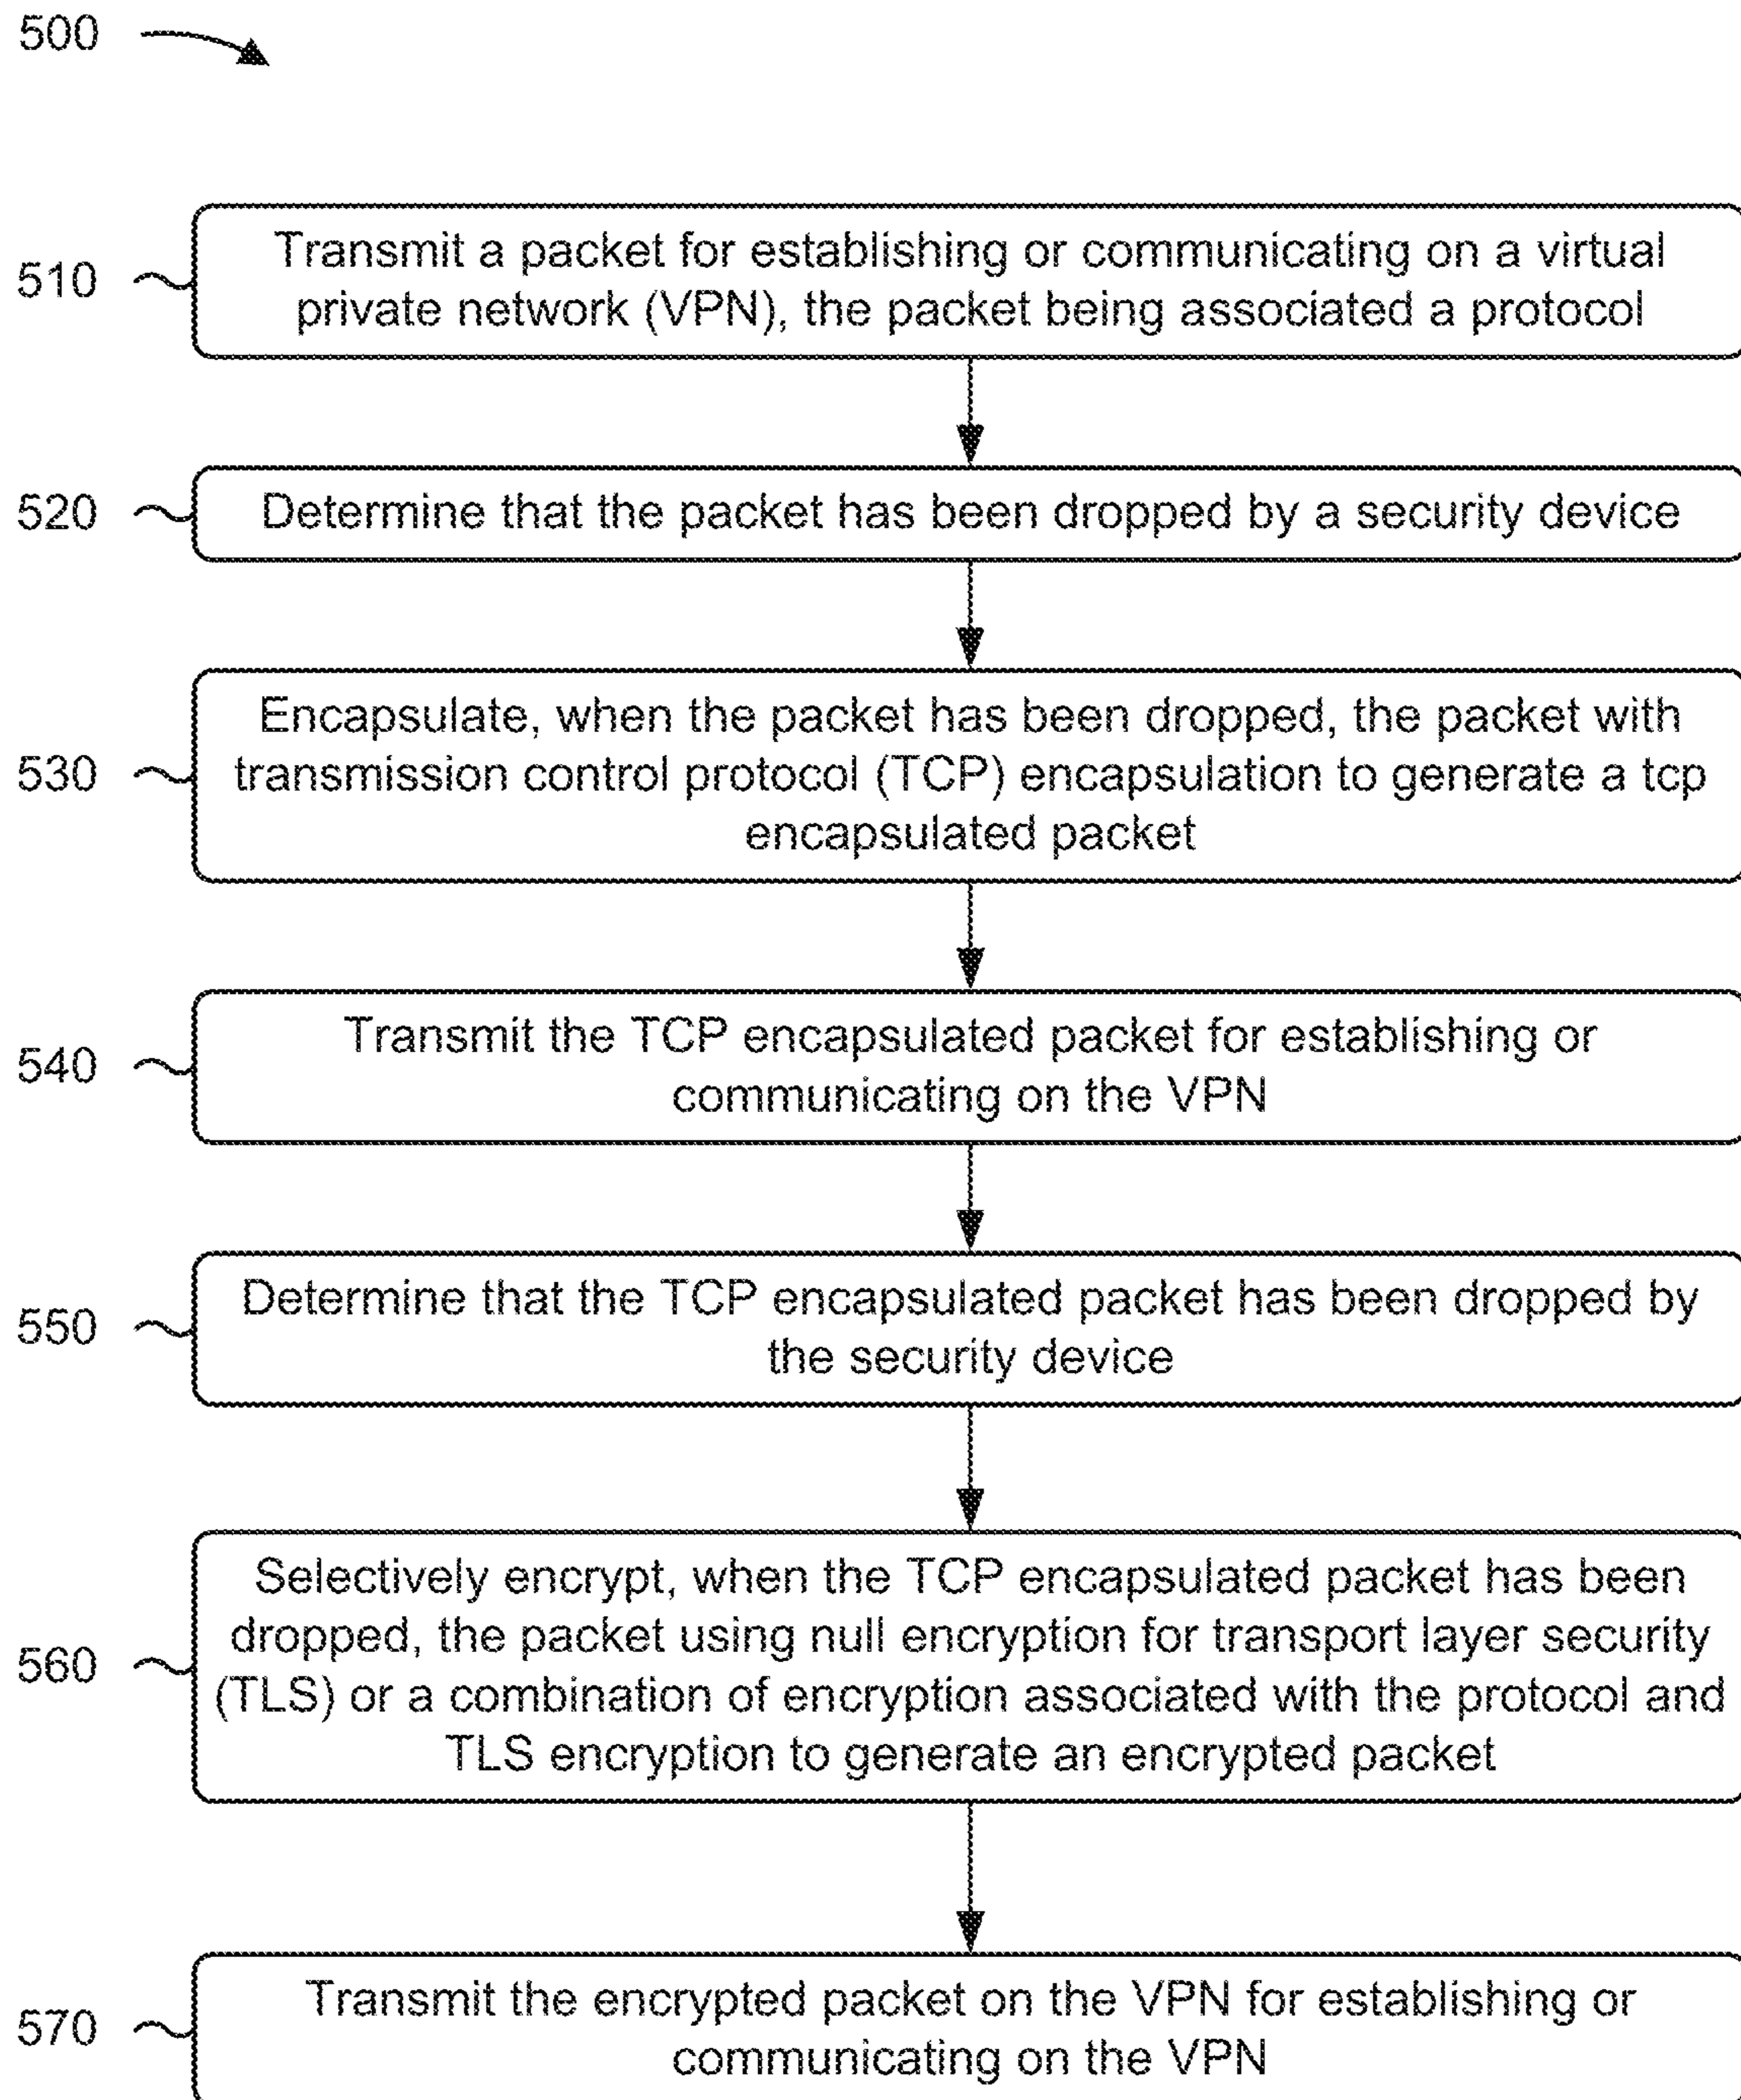 500
510
Transmit a packet for establishing or communicating on a virtual
private network (VPN), the packet being associated a protocol
520
Determine that the packet has been dropped by a security device
530
Encapsulate, when the packet has been dropped, the packet with
transmission control protocol (TCP) encapsulation to generate a tcp
encapsulated packet
540
Transmit the TCP encapsulated packet for establishing or
communicating on the VPN
550
Determine that the TCP encapsulated packet has been dropped by
the security device
560
Selectively encrypt, when the TCP encapsulated packet has been
dropped, the packet using null encryption for transport layer security
(TLS) or a combination of encryption associated with the protocol and
TLS encryption to generate an encrypted packet
570
Transmit the encrypted packet on the VPN for establishing or
communicating on the VPN